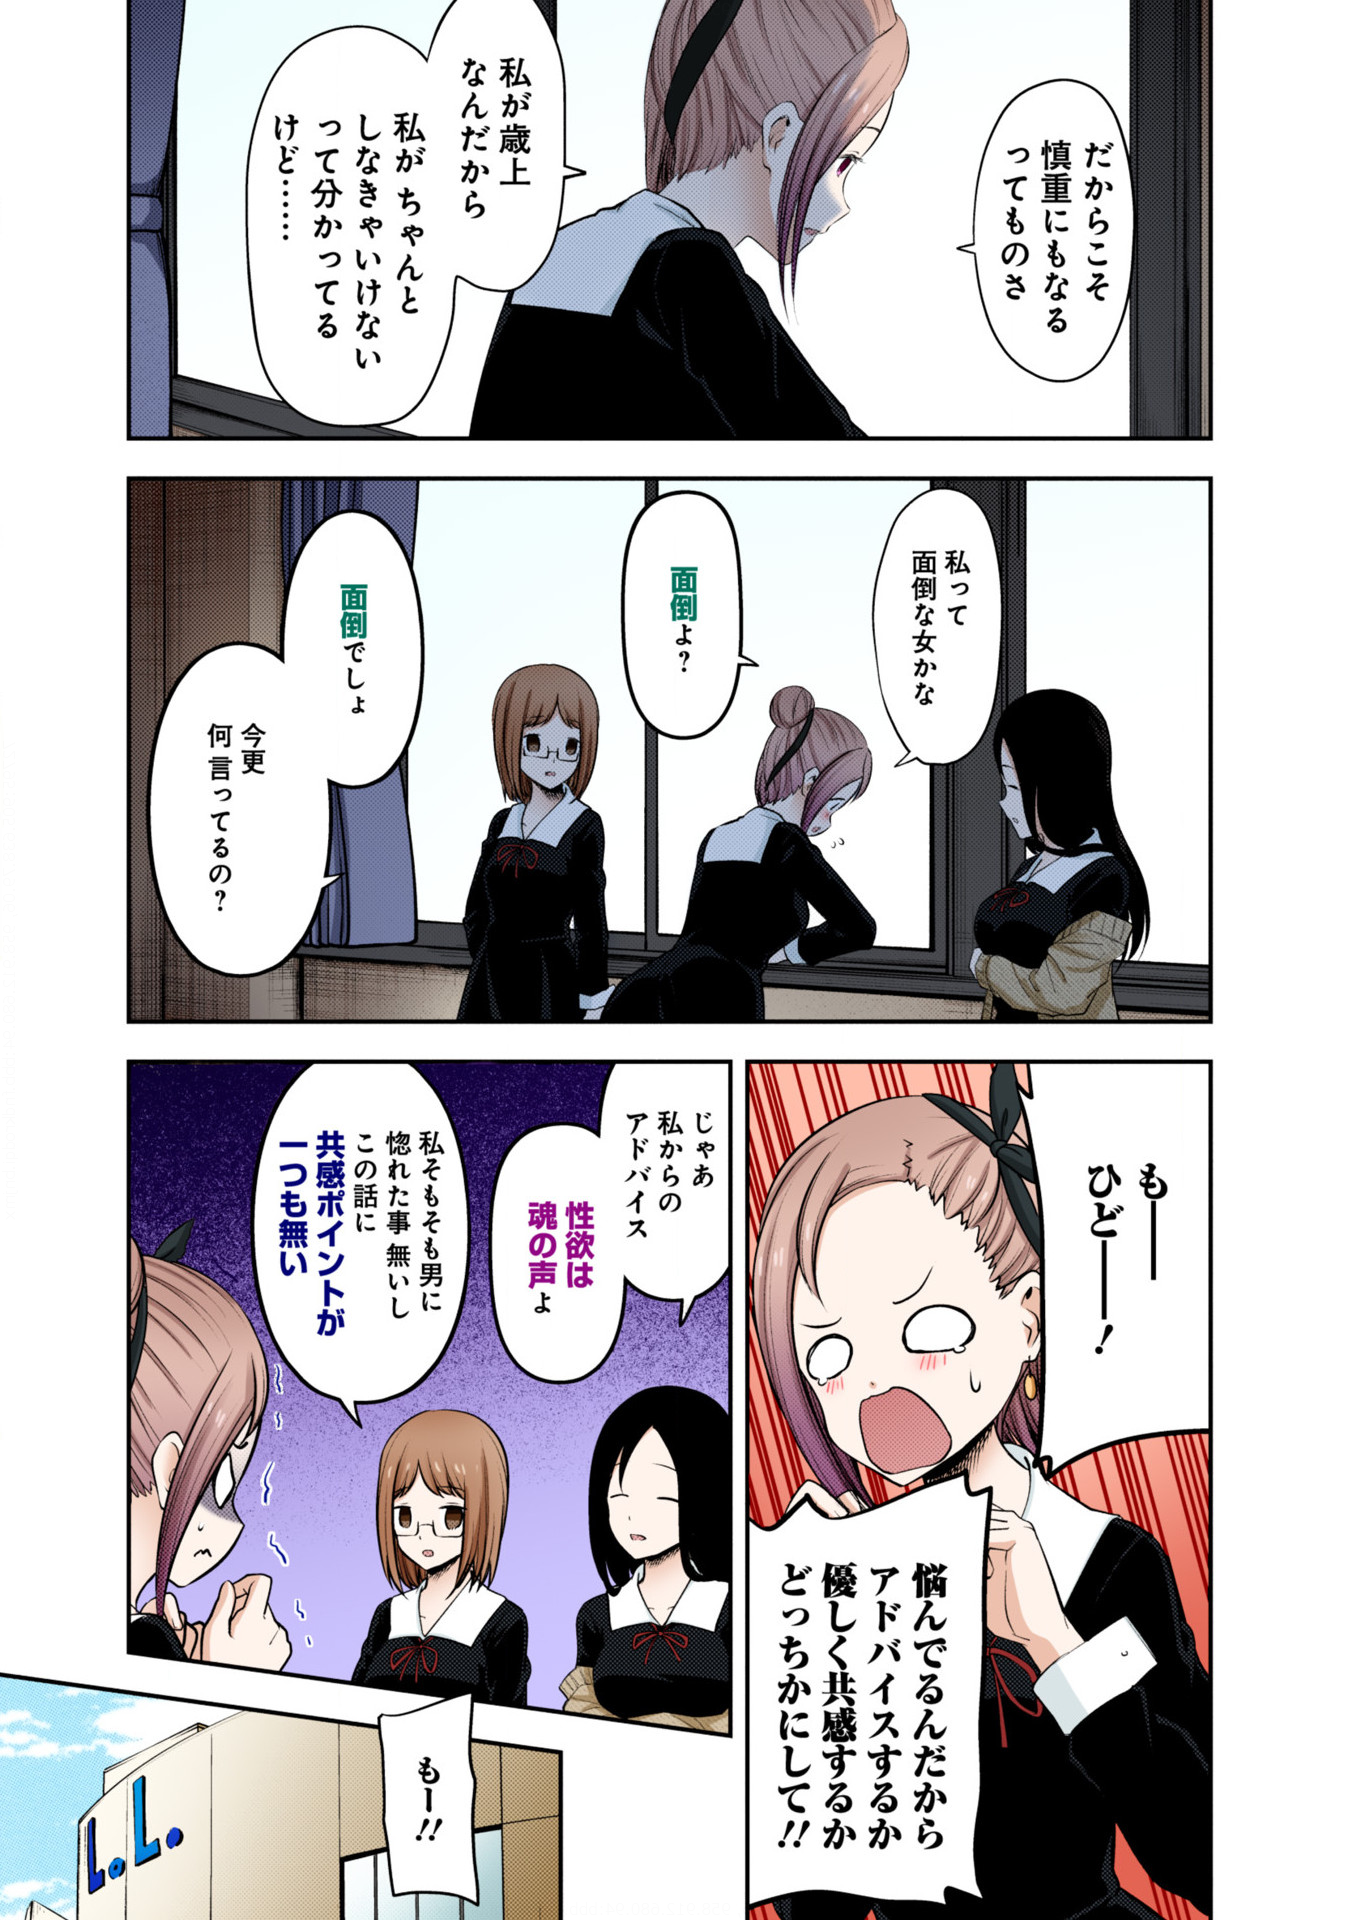 だからこそ
慎重にもなる
ってものさ
私が歳上
なんだから
私がちゃんと
しなきゃいけない
って分かってる
けど……
私って
面倒な女かな
面倒よ?
面倒でしょ
今更
何言ってるの?
もーー
ひどーーー!
悩んでるんだから
アドバイスするか
優しく共感するか
どっちかにして!!
じゃあ
私からの
アドバイス
性欲は
魂の声よ
私そもそも男に
惚れた事無いし
この話に
共感ポイントが
一つも無い
もー!!
L.L.